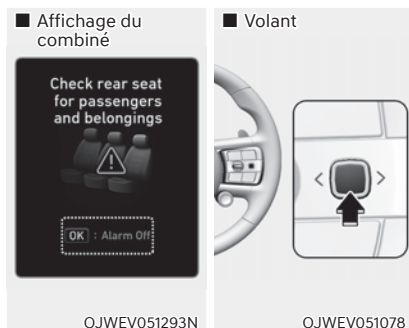 ■ Affichage du
combiné
Check rear seat
for passengers
and belongings
OK : Alarm Off
OJWEV051293N
■ Volant
< >
OJWEV051078